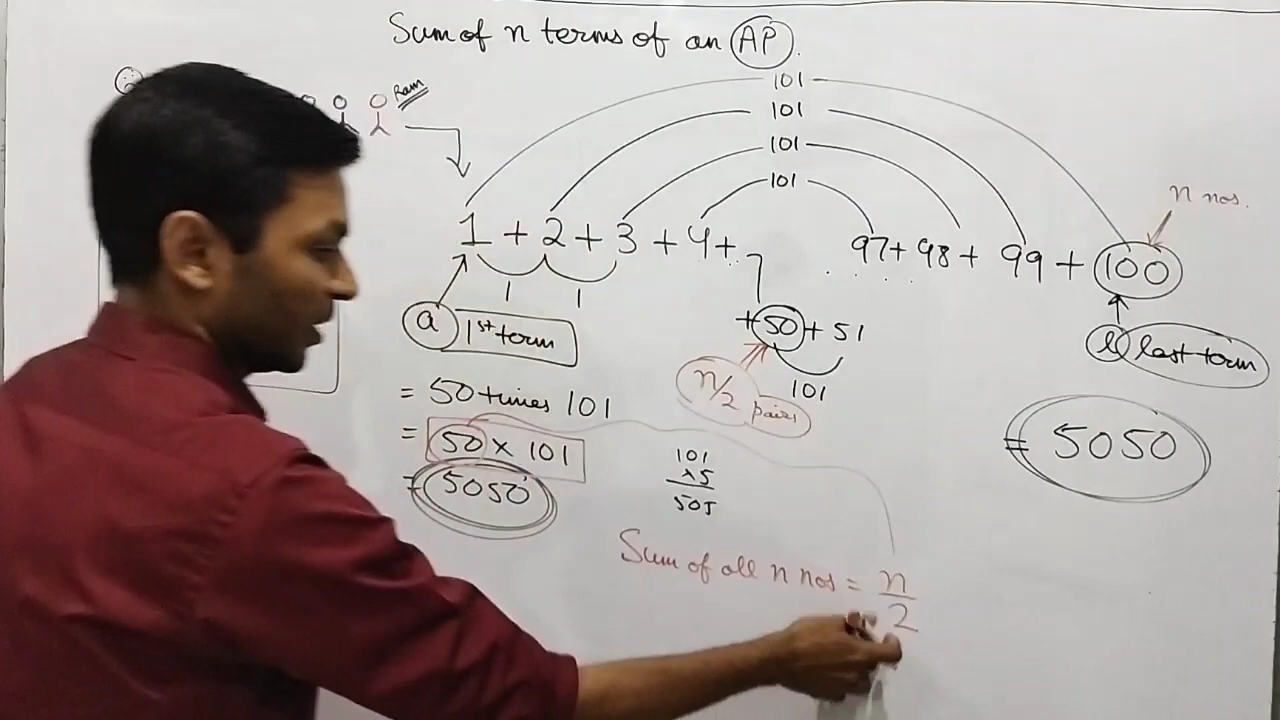 Sum of n terms of an AP.
Ram
101
101
101
101
n nos.
1 + 2 + 3 + 4 + .. . . . 97 + 98 + 99 + 100
1 1
a 1st term
+ 50 + 51
l last term
101
n/2 pairs
= 50 times 101
= 50 × 101
= 5050
101
×5
505
= 5050
Sum of all n nos = n/2